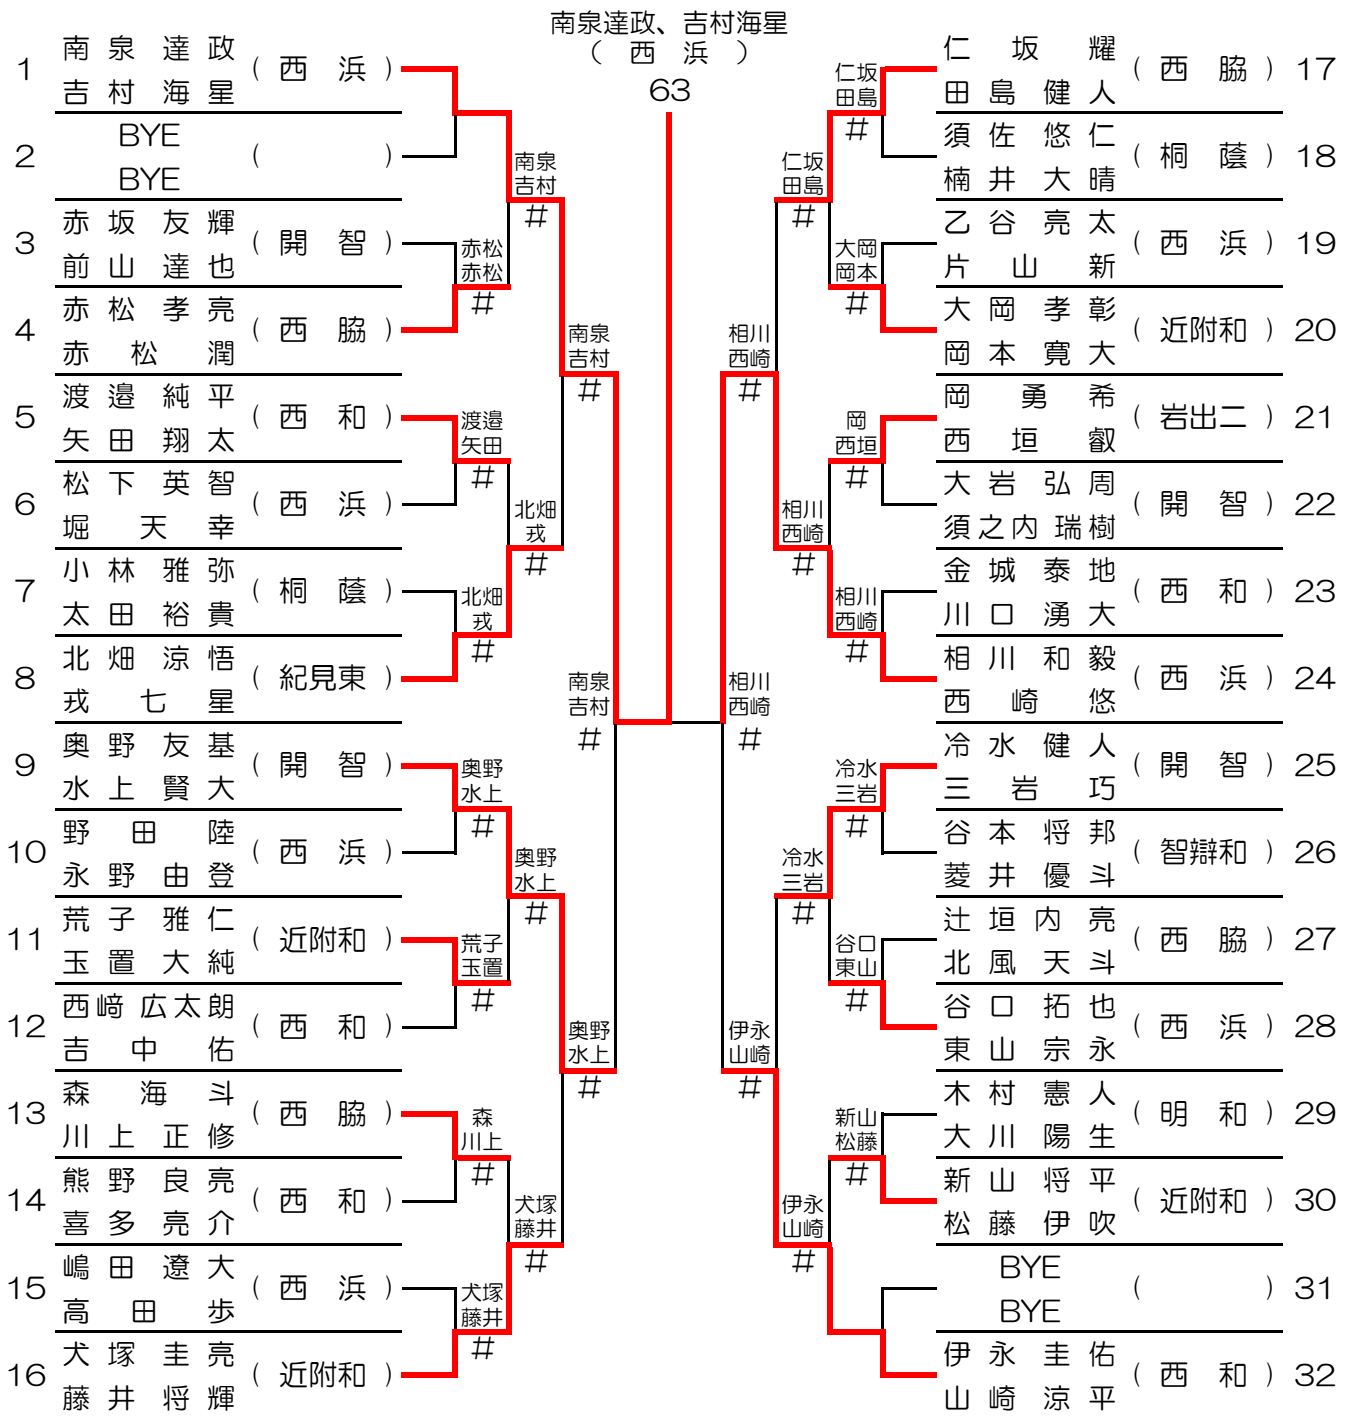 南泉達政、吉村海星
( 西 浜 )
63
1 南泉達政 吉村海星 ( 西 浜 )
2 BYE BYE ( )
3 赤坂友輝 前山達也 ( 開 智 )
4 赤松孝亮 赤松潤 ( 西 脇 )
5 渡邉純平 矢田翔太 ( 西 和 )
6 松下英智 堀天幸 ( 西 浜 )
7 小林雅弥 太田裕貴 ( 桐 蔭 )
8 北畑涼悟 戎七星 ( 紀見東 )
9 奥野友基 水上賢大 ( 開 智 )
10 野田陸 永野由登 ( 西 浜 )
11 荒子雅仁 玉置大純 ( 近附和 )
12 西﨑広太朗 吉中佑 ( 西 和 )
13 森海斗 川上正修 ( 西 脇 )
14 熊野良亮 喜多亮介 ( 西 和 )
15 嶋田遼大 高田歩 ( 西 浜 )
16 犬塚圭亮 藤井将輝 ( 近附和 )
南泉
吉村
#
赤松
赤松
#
南泉
吉村
#
渡邉
矢田
#
北畑
戎
#
北畑
戎
#
南泉
吉村
#
奥野
水上
#
奥野
水上
#
荒子
玉置
#
奥野
水上
#
森
川上
#
犬塚
藤井
#
犬塚
藤井
#
仁坂
田島
#
仁坂
田島
#
大岡
岡本
#
相川
西崎
#
岡
西垣
#
相川
西崎
#
相川
西崎
#
相川
西崎
#
冷水
三岩
#
冷水
三岩
#
谷口
東山
#
伊永
山崎
#
新山
松藤
#
伊永
山崎
#
仁坂耀 田島健人 ( 西 脇 ) 17
須佐悠仁 楠井大晴 ( 桐 蔭 ) 18
乙谷亮太 片山新 ( 西 浜 ) 19
大岡孝彰 岡本寛大 ( 近附和 ) 20
岡勇希 西垣叡 ( 岩出二 ) 21
大岩弘周 須之内瑞樹 ( 開 智 ) 22
金城泰地 川口湧大 ( 西 和 ) 23
相川和毅 西崎悠 ( 西 浜 ) 24
冷水健人 三岩巧 ( 開 智 ) 25
谷本将邦 菱井優斗 ( 智辯和 ) 26
辻垣内亮 北風天斗 ( 西 脇 ) 27
谷口拓也 東山宗永 ( 西 浜 ) 28
木村憲人 大川陽生 ( 明 和 ) 29
新山将平 松藤伊吹 ( 近附和 ) 30
BYE BYE ( ) 31
伊永圭佑 山崎涼平 ( 西 和 ) 32